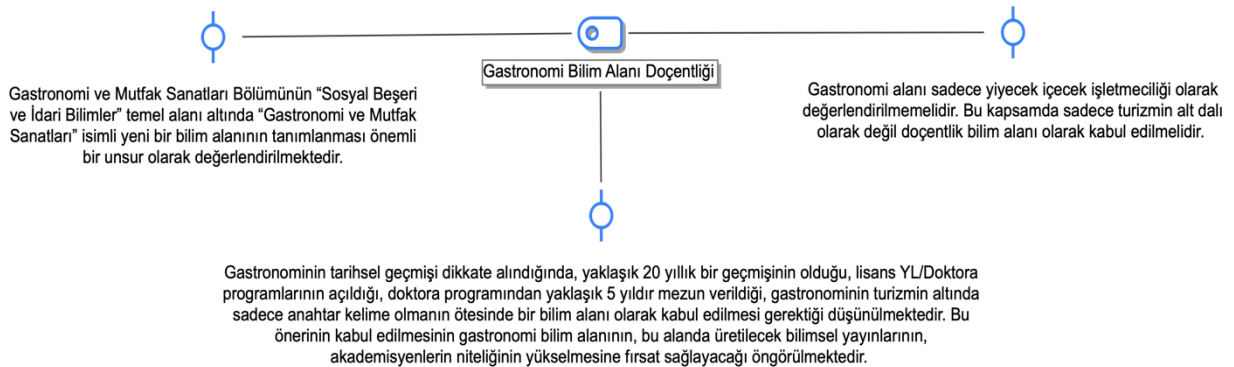 Gastronomi Bilim Alanı Doçentliği
Gastronomi ve Mutfak Sanatları Bölümünün “Sosyal Beşeri
ve İdari Bilimler” temel alanı altında “Gastronomi ve Mutfak
Sanatları” isimli yeni bir bilim alanının tanımlanması önemli
bir unsur olarak değerlendirilmektedir.
Gastronomi alanı sadece yiyecek içecek işletmeciliği olarak
değerlendirilmemelidir. Bu kapsamda sadece turizmin alt dalı
olarak değil doçentlik bilim alanı olarak kabul edilmelidir.
Gastronominin tarihsel geçmişi dikkate alındığında, yaklaşık 20 yıllık bir geçmişinin olduğu, lisans YL/Doktora
programlarının açıldığı, doktora programından yaklaşık 5 yıldır mezun verildiği, gastronominin turizmin altında
sadece anahtar kelime olmanın ötesinde bir bilim alanı olarak kabul edilmesi gerektiği düşünülmektedir. Bu
önerinin kabul edilmesinin gastronomi bilim alanının, bu alanda üretilecek bilimsel yayınlarının,
akademisyenlerin niteliğinin yükselmesine fırsat sağlayacağı öngörülmektedir.